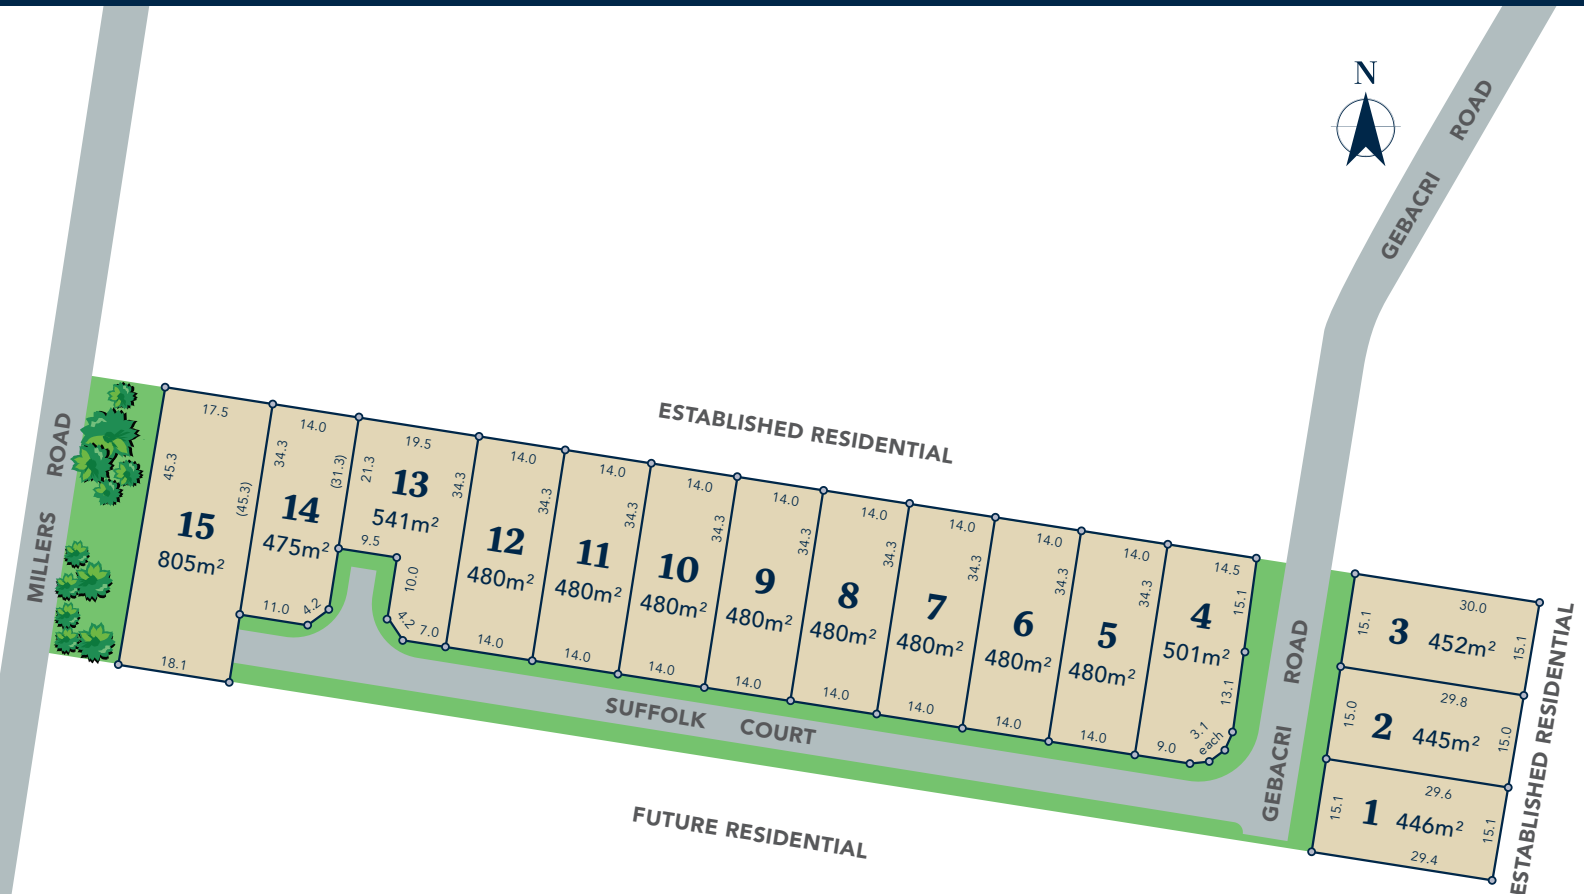 N
GEBACRI ROAD
MILLERS ROAD
ESTABLISHED RESIDENTIAL
17.5
45.3
(45.3)
15
805m²
18.1
14.0
34.3
(31.3)
14
475m²
11.0
4.2
19.5
21.3
34.3
13
541m²
9.5
10.0
4.2
7.0
14.0
34.3
12
480m²
14.0
14.0
34.3
11
480m²
14.0
14.0
34.3
10
480m²
14.0
14.0
34.3
9
480m²
14.0
14.0
34.3
8
480m²
14.0
14.0
34.3
7
480m²
14.0
14.0
34.3
6
480m²
14.0
14.0
34.3
5
480m²
14.0
14.5
15.1
4
501m²
13.1
9.0
3.1
each
SUFFOLK COURT
GEBACRI ROAD
30.0
15.1
3
452m²
15.1
29.8
15.0
2
445m²
15.0
29.6
15.1
1
446m²
15.1
29.4
ESTABLISHED RESIDENTIAL
FUTURE RESIDENTIAL